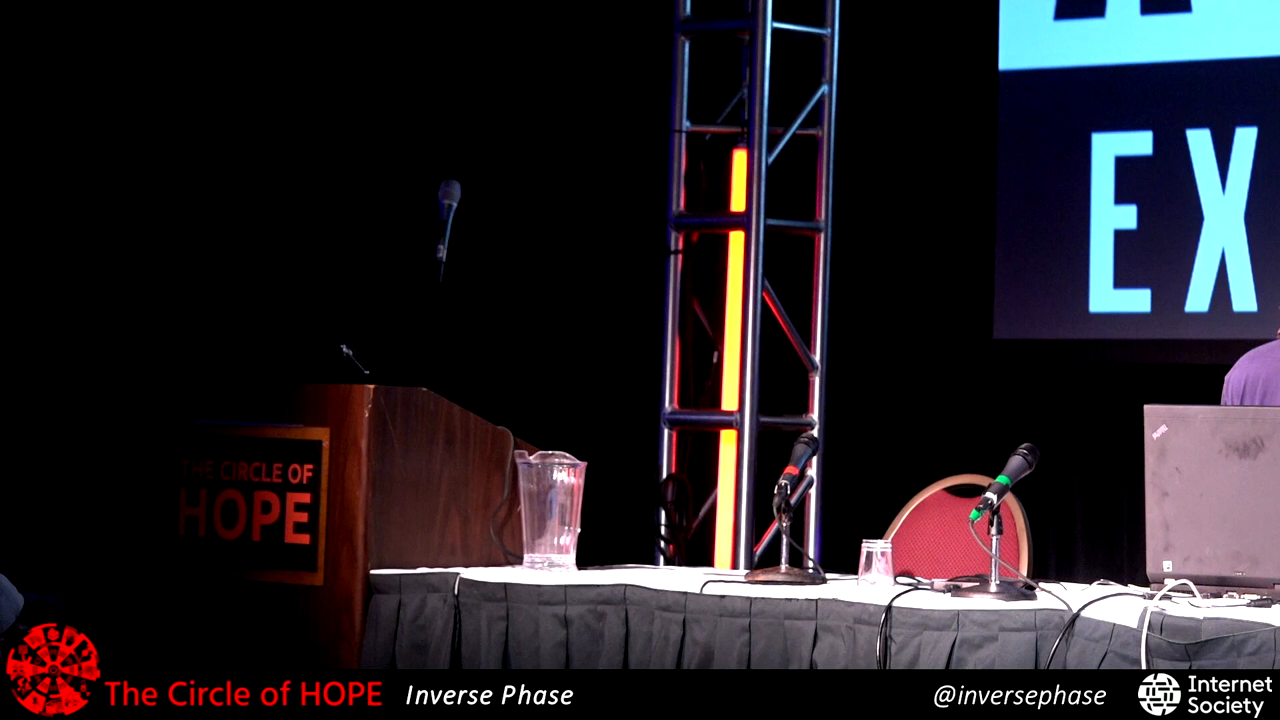 EX
THE CIRCLE OF
HOPE
The Circle of HOPE
Inverse Phase
@inversephase
Internet
Society